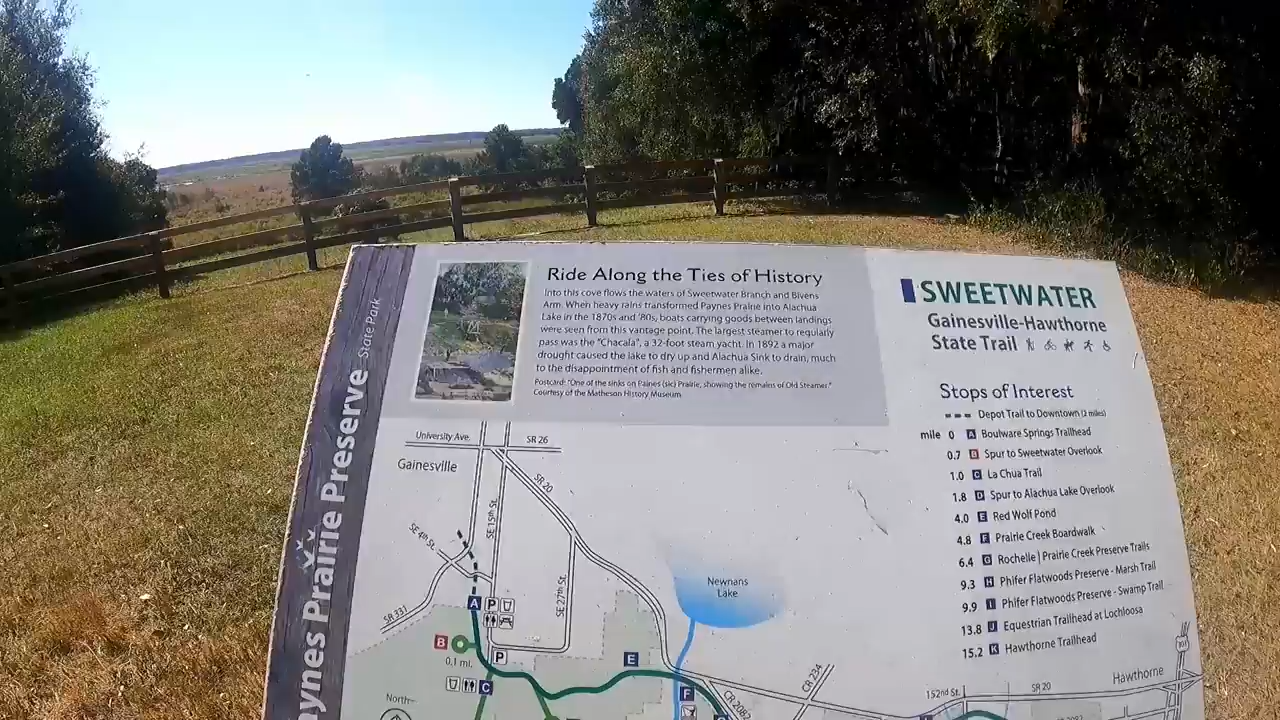 Paynes Prairie Preserve State Park
Ride Along the Ties of History
Into this cove flows the waters of Sweetwater Branch and Bivens
Arm. When heavy rains transformed Paynes Prairie into Alachua
Lake in the 1870s and '80s, boats carrying goods between landings
were seen from this vantage point. The largest steamer to regularly
pass was the "Chacala", a 32-foot steam yacht. In 1892 a major
drought caused the lake to dry up and Alachua Sink to drain, much
to the disappointment of fish and fishermen alike.
Postcard: "One of the sinks on Paines (sic) Prairie, showing the remains of Old Steamer."
Courtesy of the Matheson History Museum
SWEETWATER
Gainesville-Hawthorne
State Trail
Stops of Interest
Depot Trail to Downtown (2 miles)
mile 0 A Boulware Springs Trailhead
0.7 B Spur to Sweetwater Overlook
1.0 C La Chua Trail
1.8 D Spur to Alachua Lake Overlook
4.0 E Red Wolf Pond
4.8 F Prairie Creek Boardwalk
6.4 G Rochelle | Prairie Creek Preserve Trails
9.3 H Phifer Flatwoods Preserve - Marsh Trail
9.9 I Phifer Flatwoods Preserve - Swamp Trail
13.8 J Equestrian Trailhead at Lochloosa
15.2 K Hawthorne Trailhead
University Ave.
SR 26
Gainesville
SR 20
SE 15th St.
SE 4th St.
SE 27th St.
SR 331
Newnans
Lake
A P
B
0.1 mi.
P
E
C
F
North
CR 2082
CR 234
152nd St.
SR 20
Hawthorne
301
2082